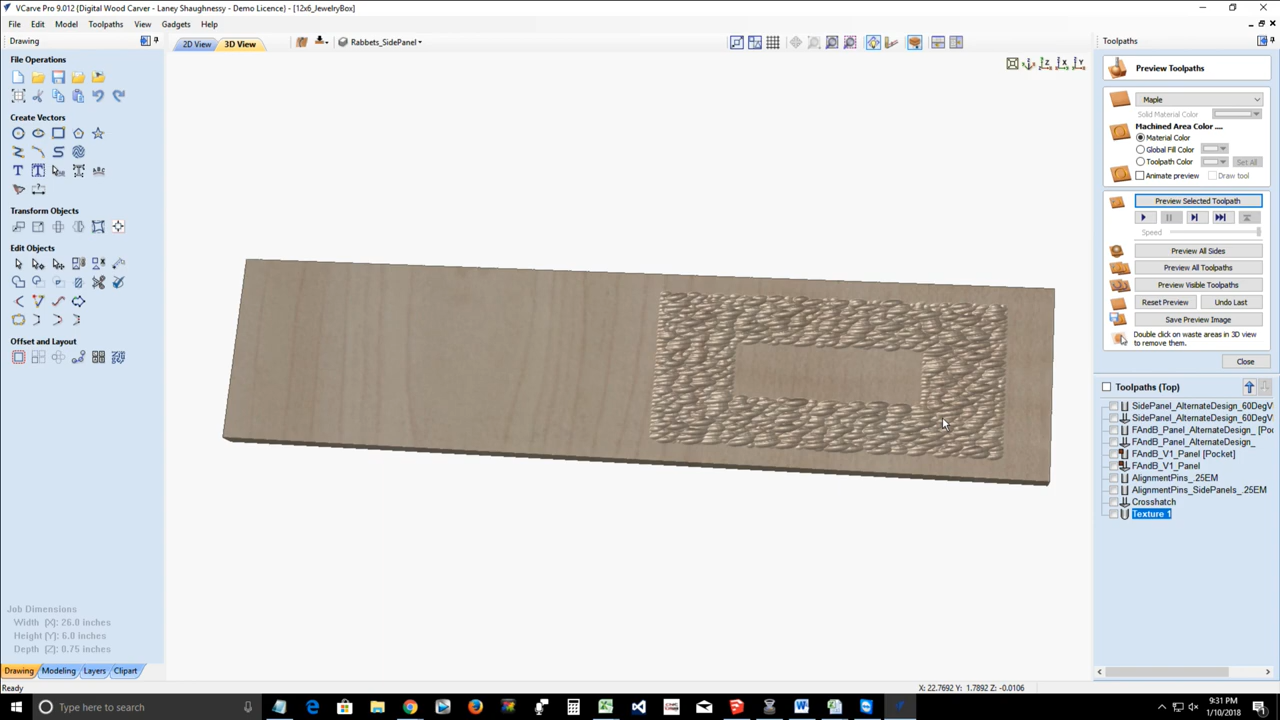 VCarve Pro 9.012 {Digital Wood Carver - Laney Shaughnessy - Demo Licence} - [12x6_JewelryBox]
File Edit Model Toolpaths View Gadgets Help
Drawing
2D View 3D View Rabbets_SidePanel
File Operations
Create Vectors
Transform Objects
Edit Objects
Offset and Layout
Job Dimensions
Width (X): 26.0 inches
Height (Y): 6.0 inches
Depth (Z): 0.75 inches
Drawing Modeling Layers Clipart
Ready
X: 22.7692 Y: 1.7892 Z: -0.0106
Toolpaths
Preview Toolpaths
Maple
Solid Material Color
Machined Area Color ....
Material Color
Global Fill Color
Toolpath Color Set All
Animate preview Draw tool
Preview Selected Toolpath
Speed
Preview All Sides
Preview All Toolpaths
Preview Visible Toolpaths
Reset Preview Undo Last
Save Preview Image
Double click on waste areas in 3D view
to remove them.
Close
Toolpaths (Top)
SidePanel_AlternateDesign_60DegV
SidePanel_AlternateDesign_60DegV
FAndB_Panel_AlternateDesign_ [Poc
FAndB_Panel_AlternateDesign_
FAndB_V1_Panel [Pocket]
FAndB_V1_Panel
AlignmentPins_.25EM
AlignmentPins_SidePanels_.25EM
Crosshatch
Texture 1
Type here to search
9:31 PM
1/10/2018